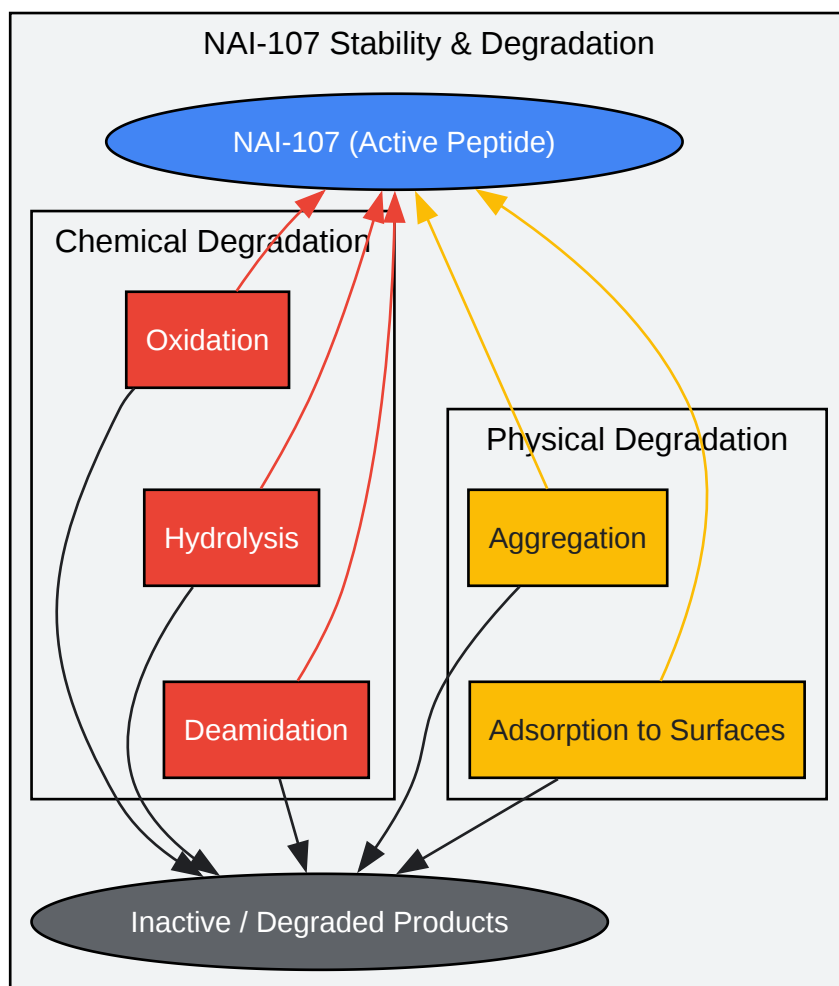 NAI-107 Stability & Degradation
NAI-107 (Active Peptide)
Chemical Degradation
Oxidation
Hydrolysis
Deamidation
Physical Degradation
Aggregation
Adsorption to Surfaces
Inactive / Degraded Products